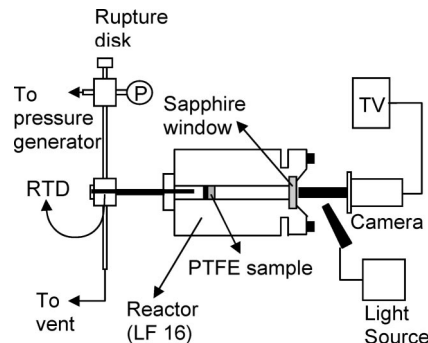 Rupture
disk
To
pressure
generator
P
Sapphire
window
TV
RTD
Camera
PTFE sample
To
vent
Reactor
(LF 16)
Light
Source